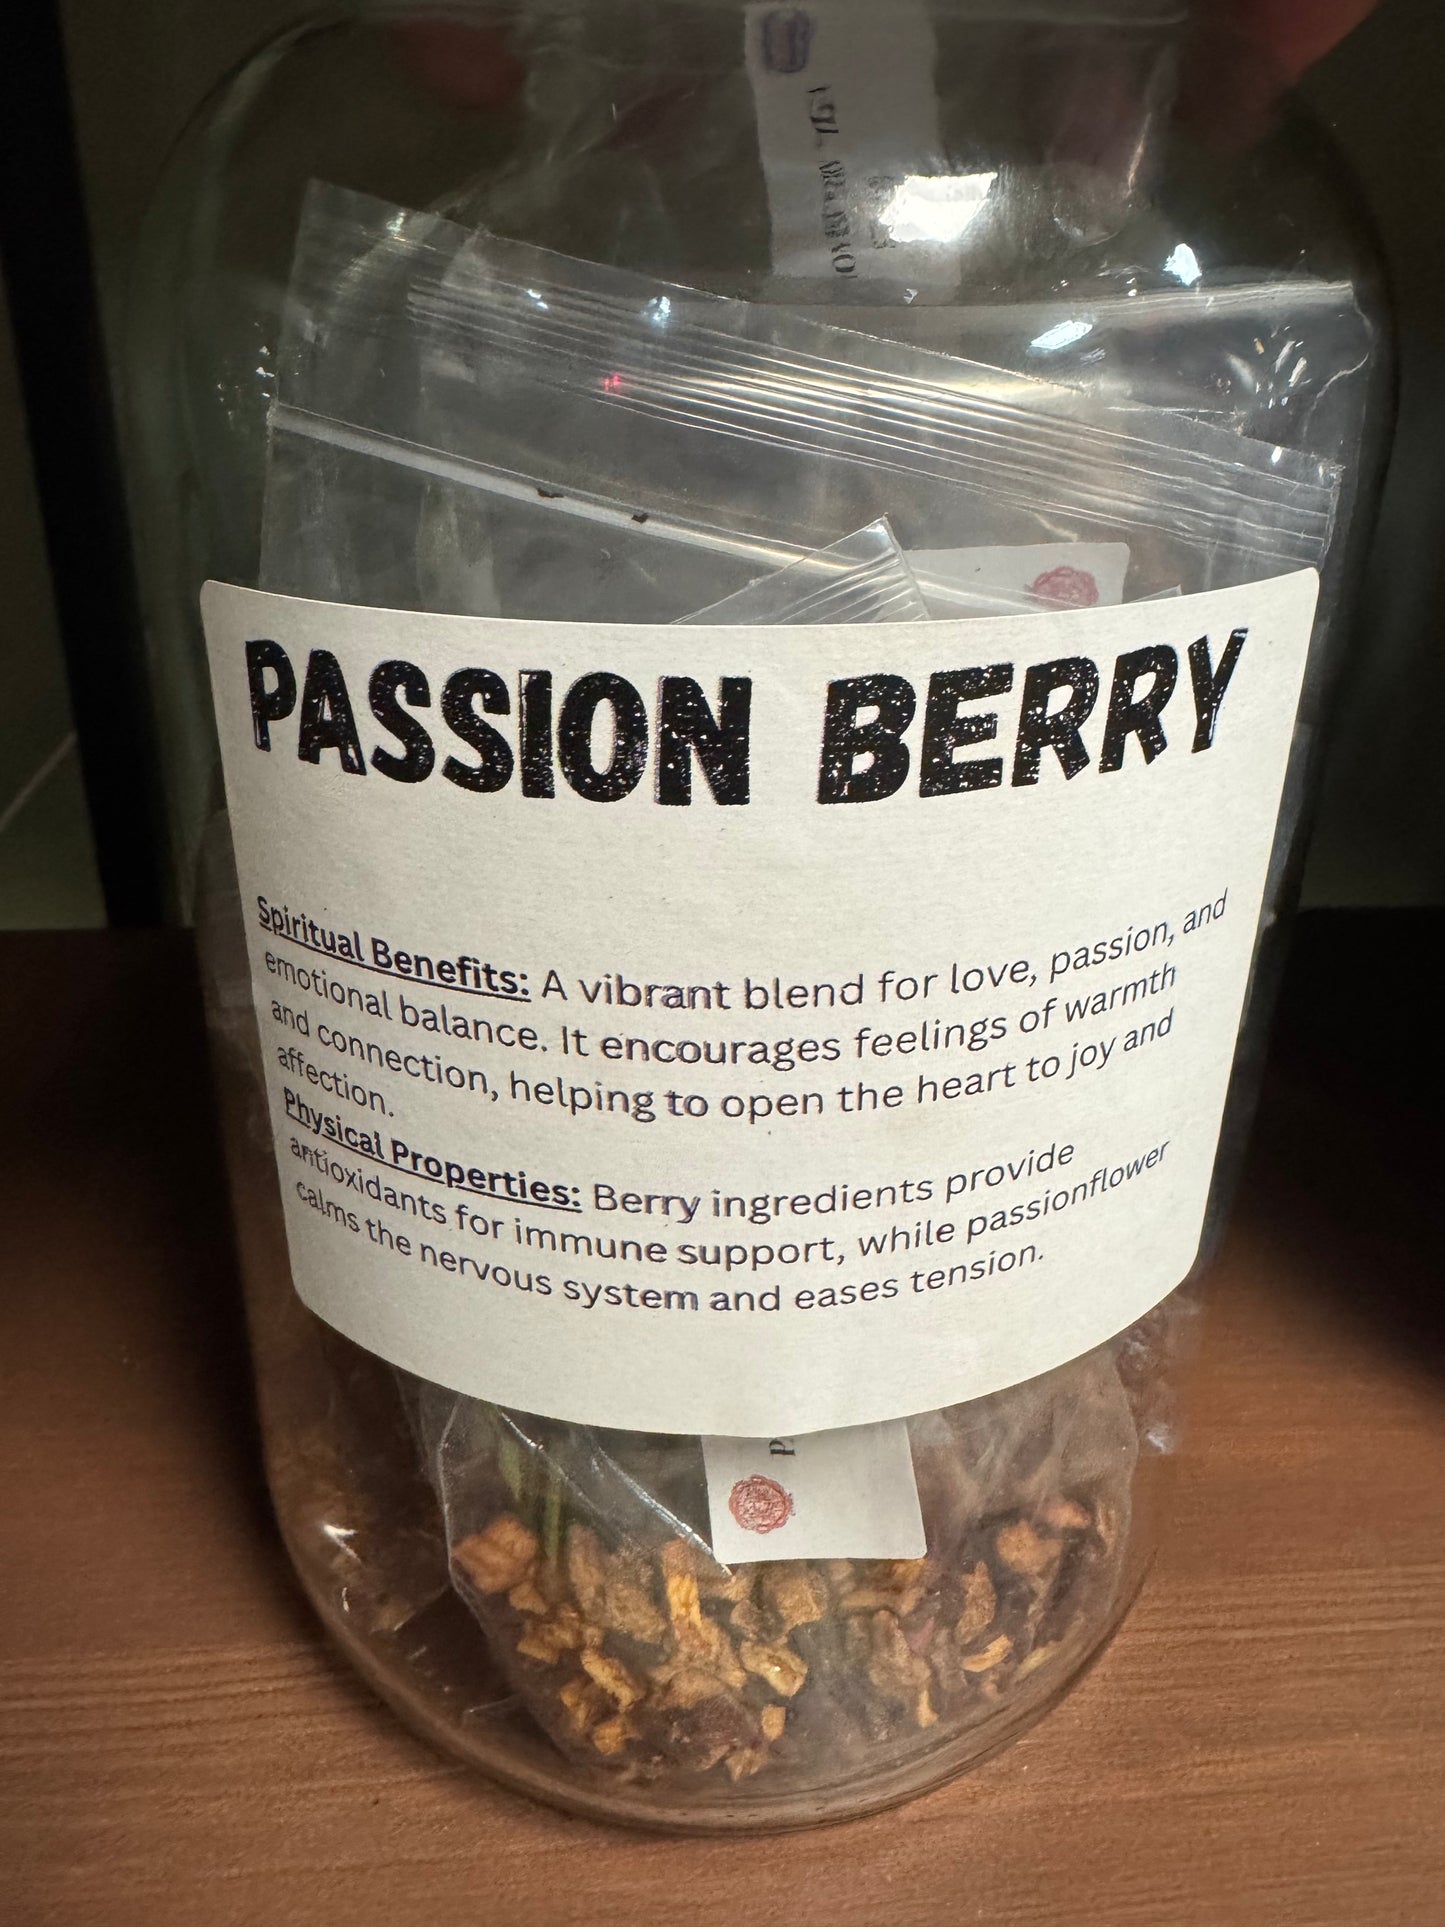 PASSION BERRY
Spiritual Benefits: A vibrant blend for love, passion, and
emotional balance. It encourages feelings of warmth
and connection, helping to open the heart to joy and
affection.
Physical Properties: Berry ingredients provide
antioxidants for immune support, while passionflower
calms the nervous system and eases tension.